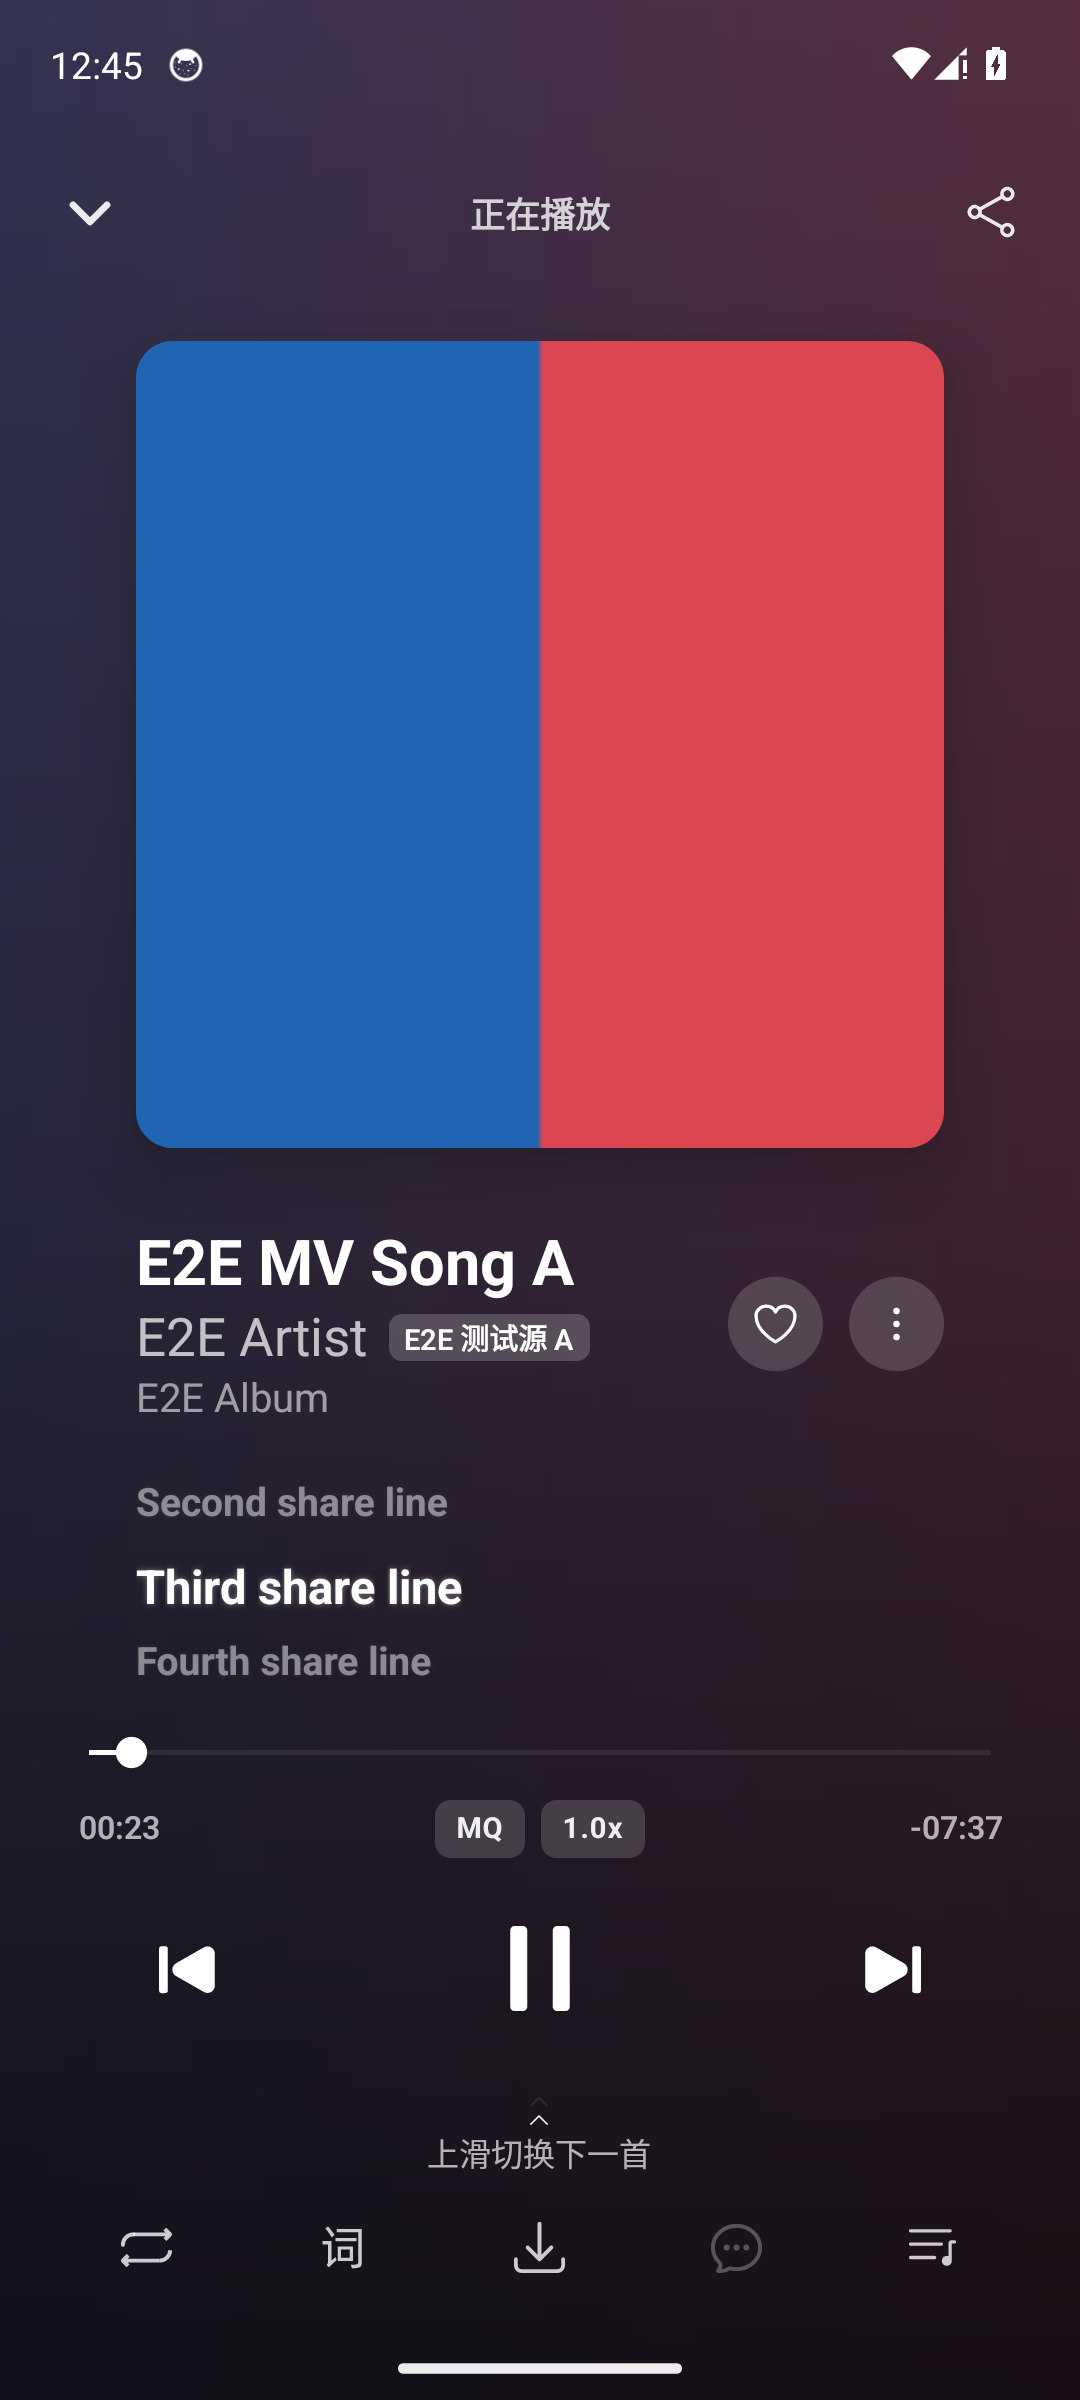 12:45
正在播放
E2E MV Song A
E2E Artist E2E 测试源 A
E2E Album
Second share line
Third share line
Fourth share line
00:23 MQ 1.0x -07:37
上滑切换下一首
词